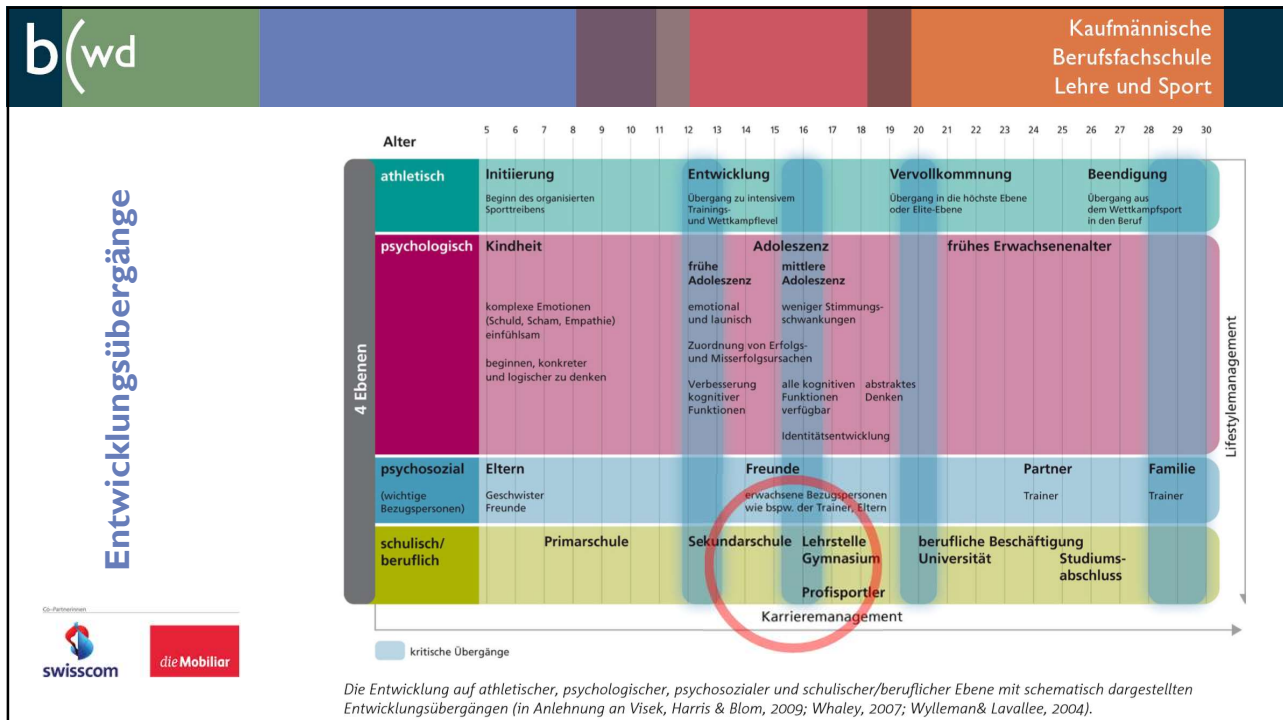 b(wd
Kaufmännische
Berufsfachschule
Lehre und Sport
Entwicklungsübergänge
Alter
5 6 7 8 9 10 11 12 13 14 15 16 17 18 19 20 21 22 23 24 25 26 27 28 29 30
4 Ebenen
athletisch
Initiierung
Beginn des organisierten
Sporttreibens
Entwicklung
Übergang zu intensivem
Trainings-
und Wettkampflevel
Vervollkommnung
Übergang in die höchste Ebene
oder Elite-Ebene
Beendigung
Übergang aus
dem Wettkampfsport
in den Beruf
psychologisch
Kindheit
komplexe Emotionen
(Schuld, Scham, Empathie)
einfühlsam
beginnen, konkreter
und logischer zu denken
Adoleszenz
frühe
Adoleszenz
mittlere
Adoleszenz
emotional
und launisch
weniger Stimmungs-
schwankungen
Zuordnung von Erfolgs-
und Misserfolgsursachen
Verbesserung
kognitiver
Funktionen
alle kognitiven
Funktionen
verfügbar
abstraktes
Denken
Identitätsentwicklung
frühes Erwachsenenalter
psychosozial
(wichtige
Bezugspersonen)
Eltern
Geschwister
Freunde
Freunde
erwachsene Bezugspersonen
wie bspw. der Trainer, Eltern
Partner
Trainer
Familie
Trainer
schulisch/
beruflich
Primarschule
Sekundarschule
Lehrstelle
Gymnasium
Profisportler
berufliche Beschäftigung
Universität
Studiums-
abschluss
Lifestylemanagement
Karrieremanagement
kritische Übergänge
Co-Partnerinnen
swisscom
die Mobiliar
Die Entwicklung auf athletischer, psychologischer, psychosozialer und schulischer/beruflicher Ebene mit schematisch dargestellten
Entwicklungsübergängen (in Anlehnung an Visek, Harris & Blom, 2009; Whaley, 2007; Wylleman& Lavallee, 2004).